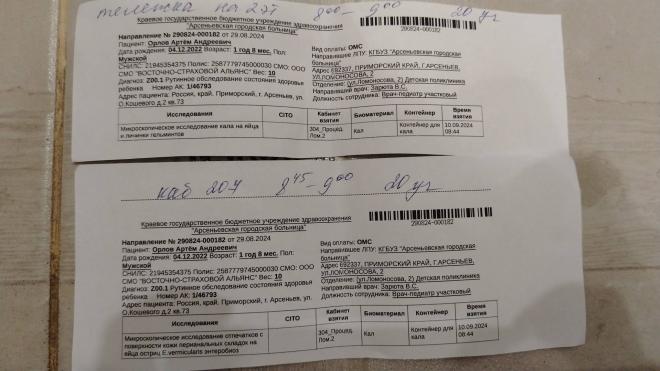 на 207 8 00 - 9 00 20 уг
Краевое государственное бюджетное учреждение здравоохранения
"Арсеньевская городская больница"
290824-000182
Направление № 290824-000182 от 29.08.2024
Пациент: Орлов Артём Андреевич
Дата рождения: 04.12.2022 Возраст: 1 год 8 мес. Пол:
Мужской
СНИЛС: 21945354375 Полис: 2587779745000030 СМО: ООО
СМО "ВОСТОЧНО-СТРАХОВОЙ АЛЬЯНС" Вес: 10
Диагноз: Z00.1 Рутинное обследование состояния здоровья
ребенка Номер АК: 1/46793
Адрес пациента: Россия, край. Приморский, г. Арсеньев, ул.
О.Кошевого д.2 кв.73
Вид оплаты: ОМС
Направившее ЛПУ: КГБУЗ "Арсеньевская городская
больница"
Адрес 692337, ПРИМОРСКИЙ КРАЙ, Г.АРСЕНЬЕВ,
УЛ.ЛОМОНОСОВА, 2
Отделение: (ул.Ломоносова, 2) Детская поликлиника
Направивший врач: Зарюта В.С.
Должность сотрудника: Врач-педиатр участковый
Исследования CITO Кабинет взятия Биоматериал Контейнер Время взятия
Микроскопическое исследование кала на яйца
и личинки гельминтов
304_Процед.
Лом.2
Кал
Контейнер для
кала
10.09.2024
08:44
каб 207 8 45 - 9 00 20 уг
Краевое государственное бюджетное учреждение здравоохранения
"Арсеньевская городская больница"
290824-000182
Направление № 290824-000182 от 29.08.2024
Пациент: Орлов Артём Андреевич
Дата рождения: 04.12.2022 Возраст: 1 год 8 мес. Пол:
Мужской
СНИЛС: 21945354375 Полис: 2587779745000030 СМО: ООО
СМО "ВОСТОЧНО-СТРАХОВОЙ АЛЬЯНС" Вес: 10
Диагноз: Z00.1 Рутинное обследование состояния здоровья
ребенка Номер АК: 1/46793
Адрес пациента: Россия, край. Приморский, г. Арсеньев, ул.
О.Кошевого д.2 кв.73
Вид оплаты: ОМС
Направившее ЛПУ: КГБУЗ "Арсеньевская городская
больница"
Адрес 692337, ПРИМОРСКИЙ КРАЙ, Г.АРСЕНЬЕВ,
УЛ.ЛОМОНОСОВА, 2
Отделение: (ул.Ломоносова, 2) Детская поликлиника
Направивший врач: Зарюта В.С.
Должность сотрудника: Врач-педиатр участковый
Исследования CITO Кабинет взятия Биоматериал Контейнер Время взятия
Микроскопическое исследование отпечатков с
поверхности кожи перианальных складок на
яйца остриц E.vermicularis энтеробиоз
304_Процед.
Лом.2
Кал
Контейнер для
кала
10.09.2024
08:44